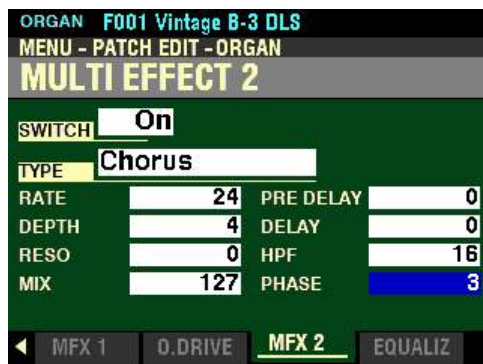 ORGAN F001 Vintage B-3 DLS
MENU - PATCH EDIT - ORGAN
MULTI EFFECT 2
SWITCH On
TYPE Chorus
RATE 24 PRE DELAY 0
DEPTH 4 DELAY 0
RESO 0 HPF 16
MIX 127 PHASE 3
MFX 1 O.DRIVE MFX 2 EQUALIZ